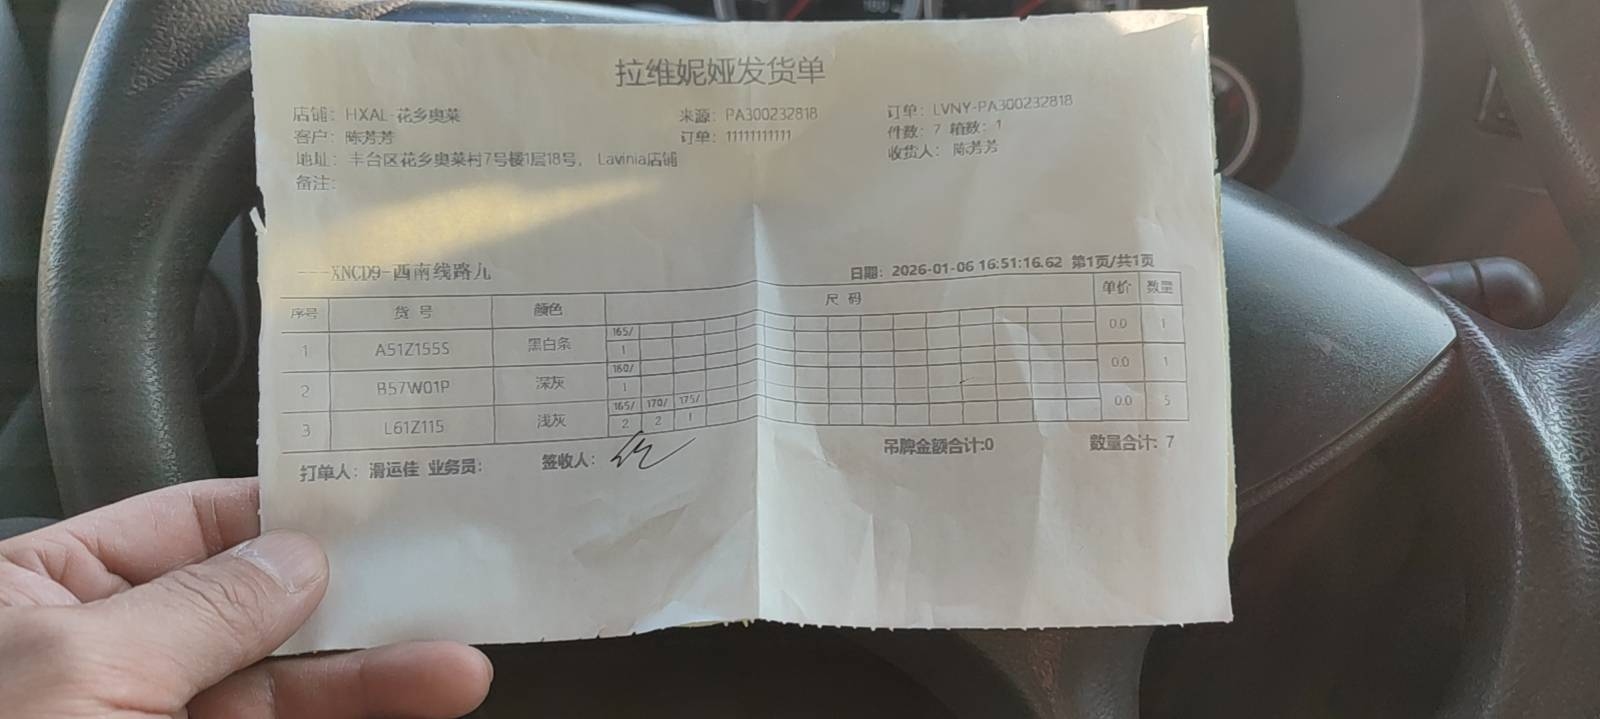 拉维妮娅发货单
店铺: HXAL-花乡奥莱 来源: PA300232818 订单: LVNY-PA300232818
客户: 陈芳芳 订单: 11111111111 件数: 7 箱数: 1
地址: 丰台区花乡奥莱村7号楼1层18号, Lavinia店铺 收货人: 陈芳芳
备注:
---XNCD9-西南线路九 日期: 2026-01-06 16:51:16.62 第1页/共1页
序号 货号 颜色 尺码 单价 数量
165/
1 A51Z155S 黑白条 1 0.0 1
160/
2 B57W01P 深灰 1 0.0 1
165/ 170/ 175/
3 L61Z115 浅灰 2 2 1 0.0 5
打单人: 滑运佳 业务员: 签收人: 吊牌金额合计:0 数量合计: 7